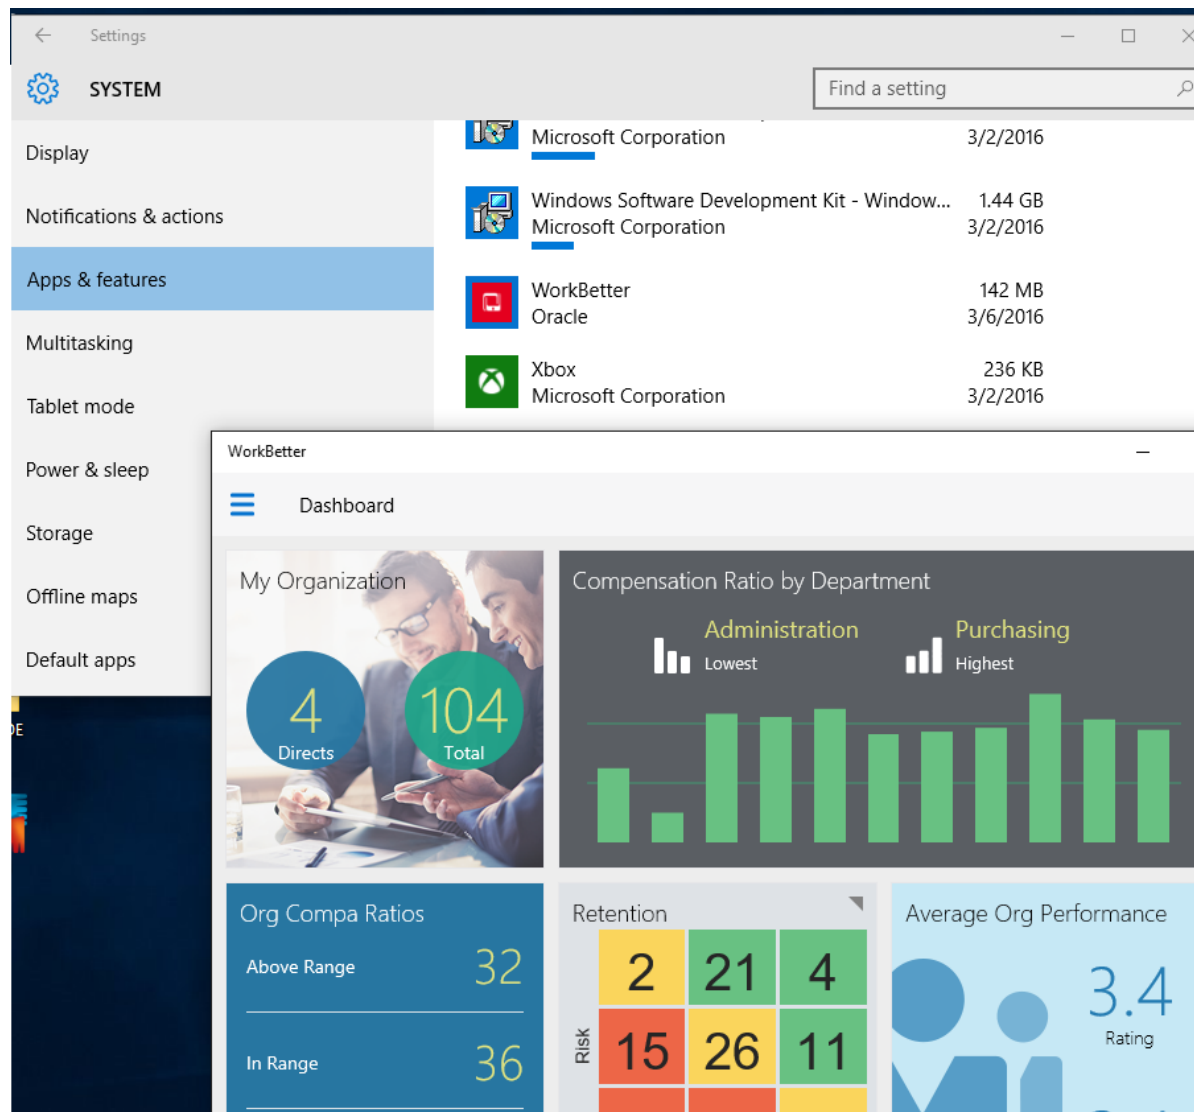 Settings
SYSTEM
Find a setting
Display
Notifications & actions
Apps & features
Multitasking
Tablet mode
Power & sleep
Storage
Offline maps
Default apps
Microsoft Corporation 3/2/2016
Windows Software Development Kit - Window... 1.44 GB
Microsoft Corporation 3/2/2016
WorkBetter 142 MB
Oracle 3/6/2016
Xbox 236 KB
Microsoft Corporation 3/2/2016
DE
WorkBetter
Dashboard
My Organization
4
Directs
104
Total
Compensation Ratio by Department
Administration
Lowest
Purchasing
Highest
Org Compa Ratios
Above Range 32
In Range 36
Retention
Risk
2 21 4
15 26 11
Average Org Performance
3.4
Rating